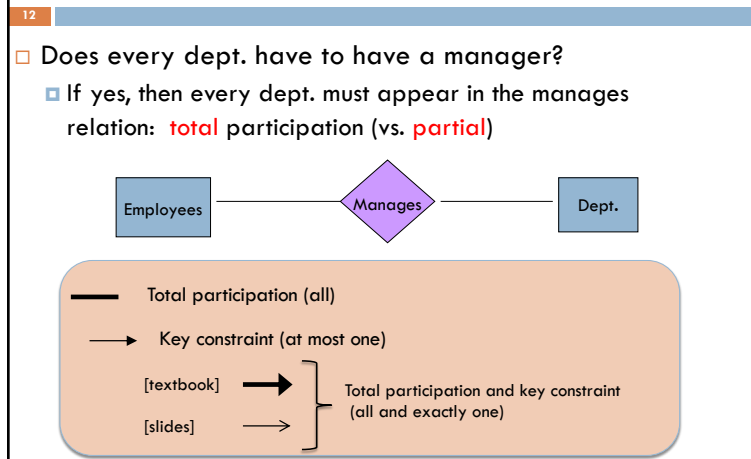 12
Does every dept. have to have a manager?
If yes, then every dept. must appear in the manages
relation: total participation (vs. partial)
Employees
Manages
Dept.
Total participation (all)
Key constraint (at most one)
[textbook]
Total participation and key constraint
(all and exactly one)
[slides]